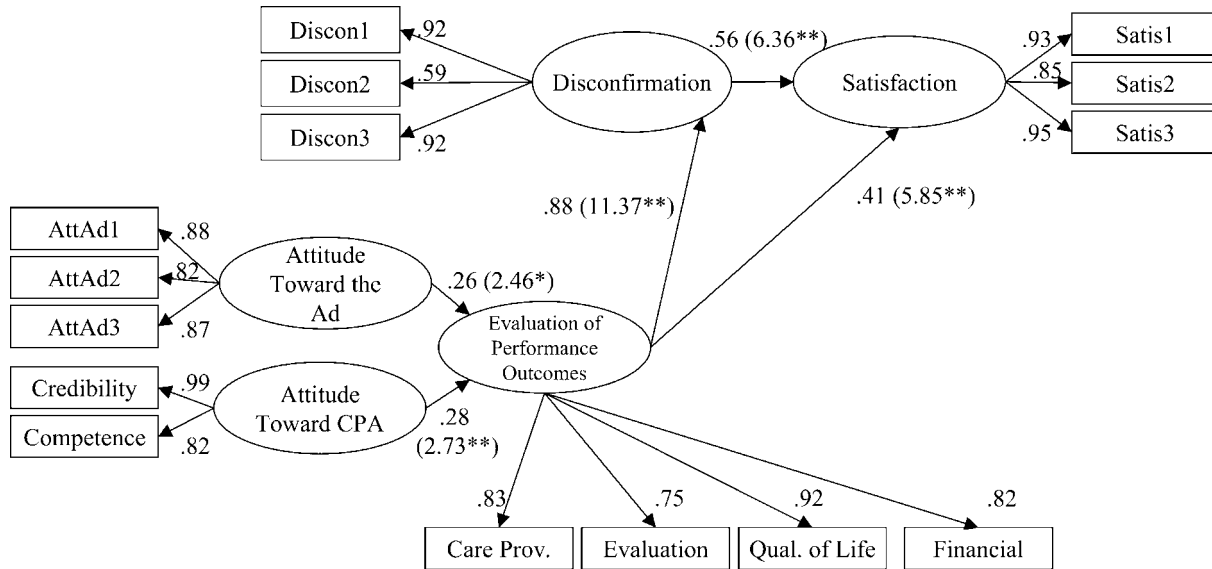 Discon1
.92
Discon2
.59
Discon3
.92
Disconfirmation
.56 (6.36**)
Satisfaction
.93
Satis1
.85
Satis2
.95
Satis3
.88 (11.37**)
.41 (5.85**)
AttAd1
.88
AttAd2
.82
AttAd3
.87
Attitude
Toward the
Ad
.26 (2.46*)
Credibility
.99
Competence
.82
Attitude
Toward CPA
.28
(2.73**)
Evaluation of
Performance
Outcomes
.83
.75
.92
.82
Care Prov.
Evaluation
Qual. of Life
Financial